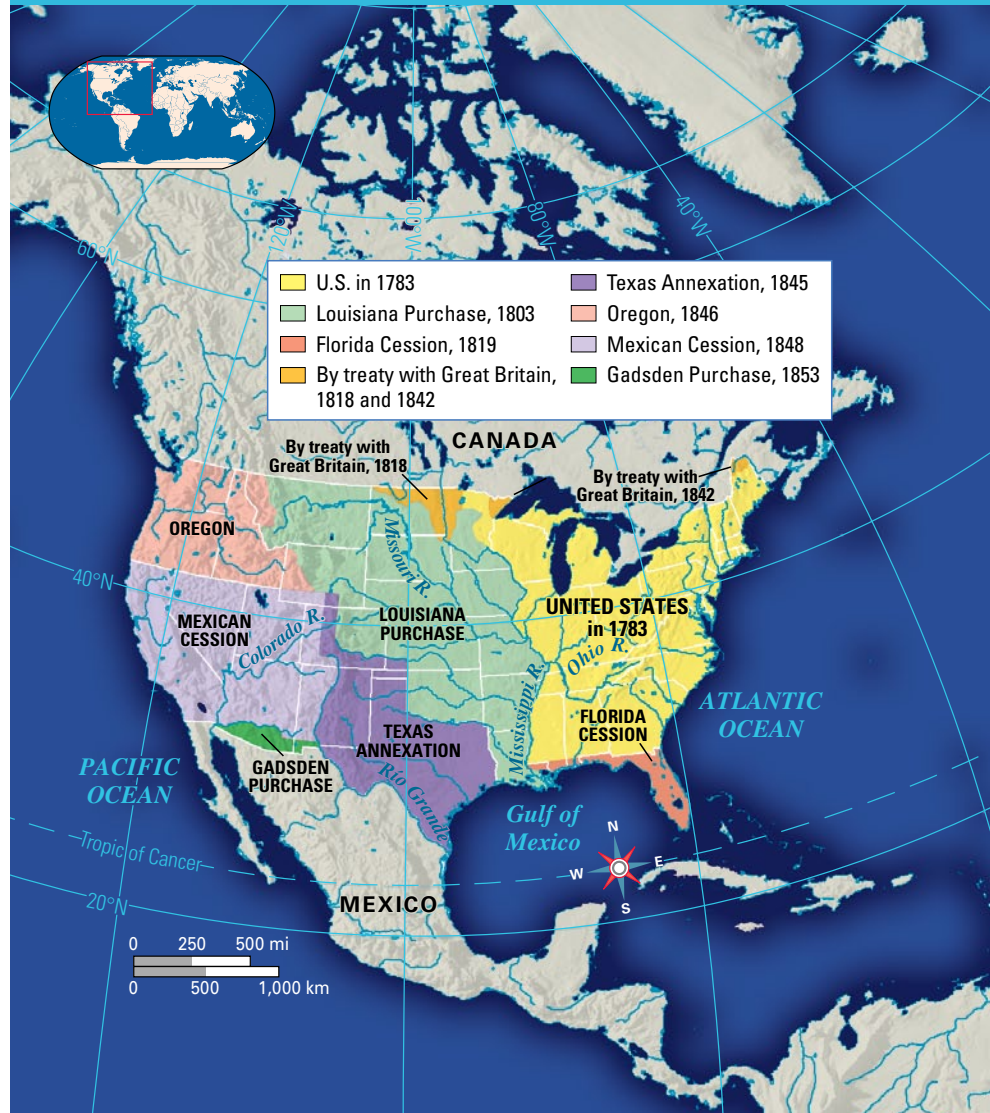 120°W
100°W
80°W
40°W
60°N
U.S. in 1783
Louisiana Purchase, 1803
Florida Cession, 1819
By treaty with Great Britain,
1818 and 1842
Texas Annexation, 1845
Oregon, 1846
Mexican Cession, 1848
Gadsden Purchase, 1853
CANADA
By treaty with
Great Britain, 1818
By treaty with
Great Britain, 1842
OREGON
Missouri R.
40°N
MEXICAN
CESSION
Colorado R.
LOUISIANA
PURCHASE
UNITED STATES
in 1783
Ohio R.
Mississippi R.
ATLANTIC
OCEAN
FLORIDA
CESSION
TEXAS
ANNEXATION
GADSDEN
PURCHASE
PACIFIC
OCEAN
Rio Grande
Gulf of
Mexico
N
W
E
S
Tropic of Cancer
20°N
MEXICO
0 250 500 mi
0 500 1,000 km